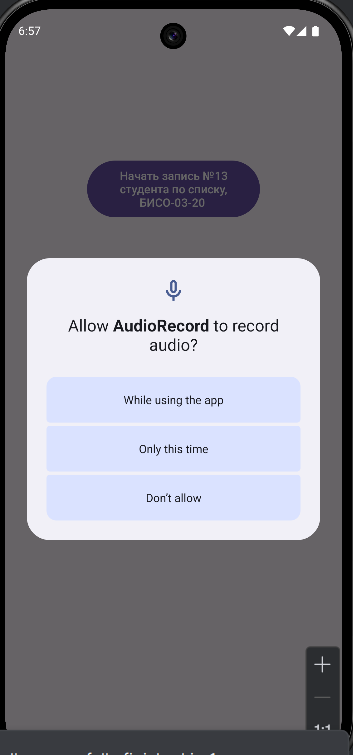 6:57
Начать запись №13
студента по списку,
БИСО-03-20
Allow AudioRecord to record
audio?
While using the app
Only this time
Don't allow
1:1